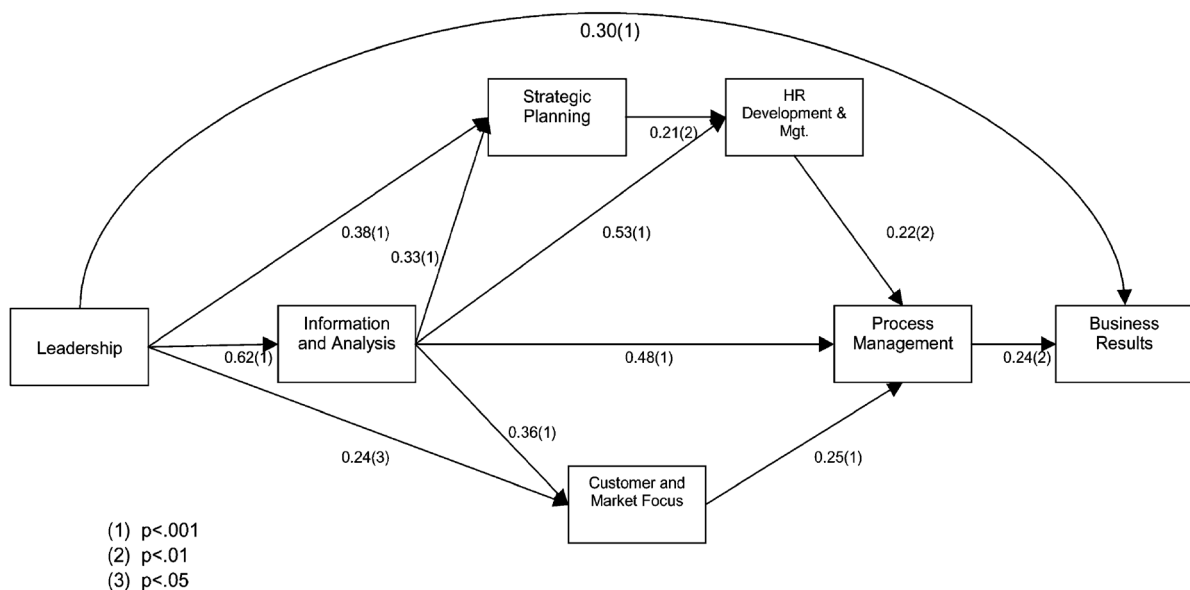 0.30(1)
Strategic
Planning
HR
Development &
Mgt.
0.21(2)
0.38(1)
0.53(1)
0.22(2)
0.33(1)
Leadership
Information
and Analysis
Process
Management
Business
Results
0.62(1)
0.48(1)
0.24(2)
0.36(1)
0.24(3)
0.25(1)
Customer and
Market Focus
(1) p<.001
(2) p<.01
(3) p<.05